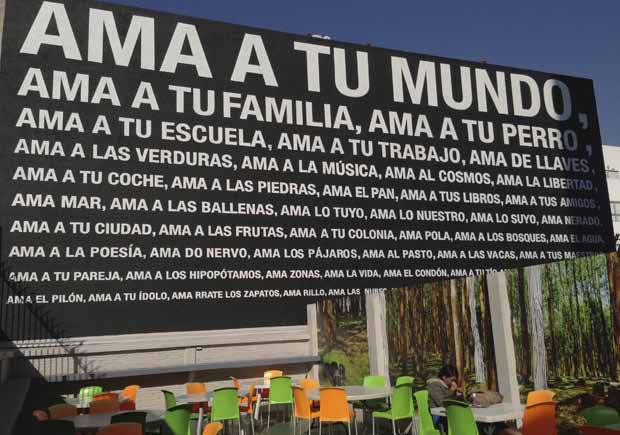 AMA A TU MUNDO,
AMA A TU FAMILIA, AMA A TU PERRO,
AMA A TU ESCUELA, AMA A TU TRABAJO, AMA DE LLAVES,
AMA A LAS VERDURAS, AMA A LA MÚSICA, AMA AL COSMOS, AMA LA LIBERTAD,
AMA A TU COCHE, AMA A LAS PIEDRAS, AMA EL PAN, AMA A TUS LIBROS, AMA A TUS AMIGOS,
AMA MAR, AMA A LAS BALLENAS, AMA LO TUYO, AMA LO NUESTRO, AMA LO SUYO, AMA NERADO,
AMA A TU CIUDAD, AMA A LAS FRUTAS, AMA A TU COLONIA, AMA POLA, AMA A LOS BOSQUES, AMA EL AGUA,
AMA A LA POESÍA, AMA DO NERVO, AMA LOS PÁJAROS, AMA AL PASTO, AMA A LAS VACAS, AMA A TUS
AMA A TU PAREJA, AMA A LOS HIPOPÓTAMOS, AMA ZONAS, AMA LA VIDA, AMA EL CONDÓN, AMA A TU
AMA EL PILÓN, AMA A TU ÍDOLO, AMA RRATE LOS ZAPATOS, AMA RILLO, AMA LAS